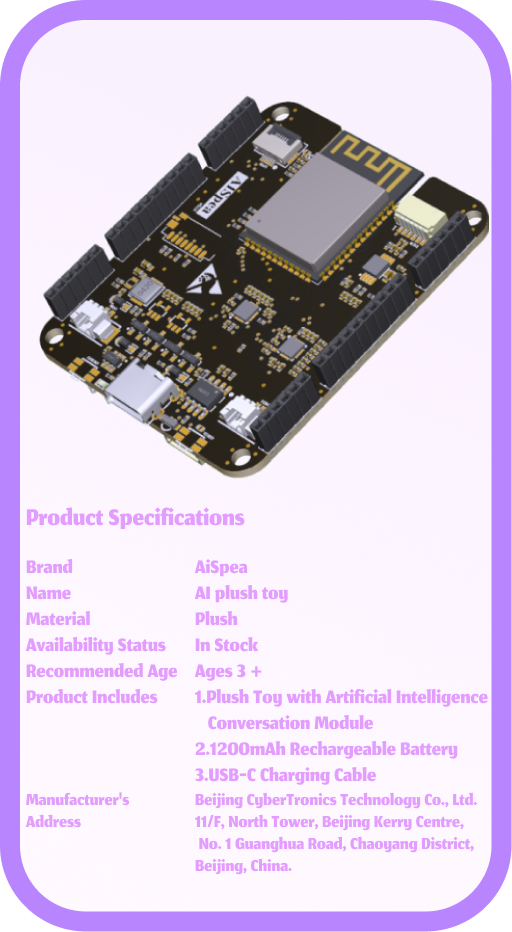 AISpea
Product Specifications
Brand AiSpea
Name AI plush toy
Material Plush
Availability Status In Stock
Recommended Age Ages 3 +
Product Includes 1.Plush Toy with Artificial Intelligence
Conversation Module
2.1200mAh Rechargeable Battery
3.USB-C Charging Cable
Manufacturer's Beijing CyberTronics Technology Co., Ltd.
Address 11/F, North Tower, Beijing Kerry Centre,
No. 1 Guanghua Road, Chaoyang District,
Beijing, China.